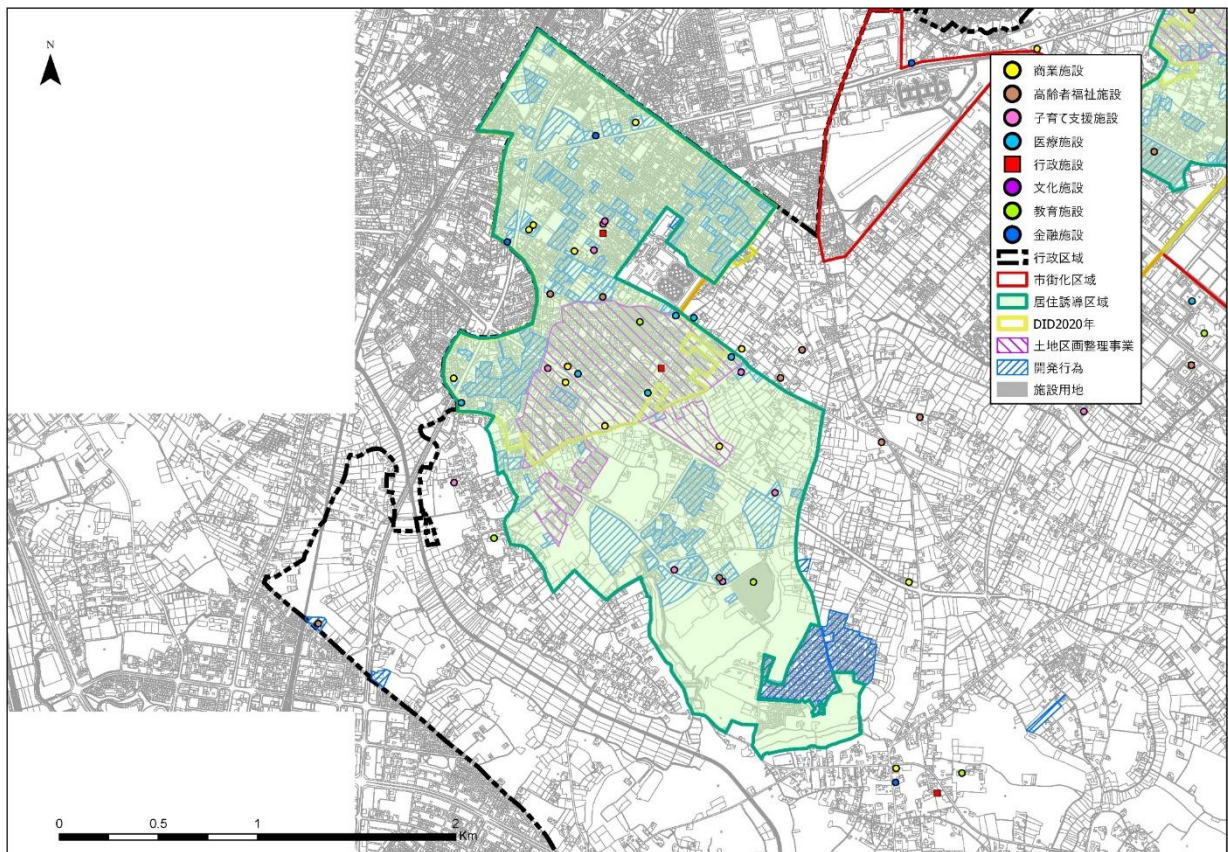 N
商業施設
高齢者福祉施設
子育て支援施設
医療施設
行政施設
文化施設
教育施設
金融施設
行政区域
市街化区域
居住誘導区域
DID2020年
土地区画整理事業
開発行為
施設用地
0 0.5 1 2
Km